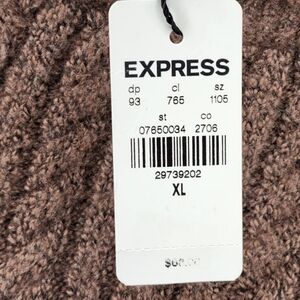 EXPRESS
dp cl sz
93 765 1105
st co
07650034 2706
29739202
XL